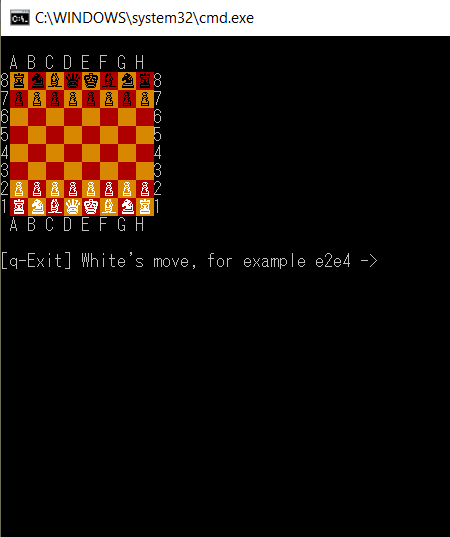 C:\WINDOWS\system32\cmd.exe
A B C D E F G H
8 8
7 7
6 6
5 5
4 4
3 3
2 2
1 1
A B C D E F G H
[q-Exit] White's move, for example e2e4 ->